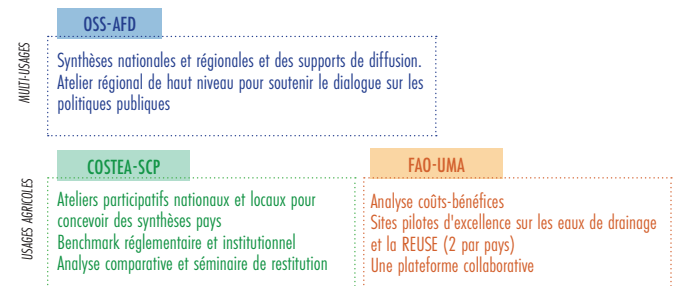 OSS-AFD
MULTI-USAGES
Synthèses nationales et régionales et des supports de diffusion.
Atelier régional de haut niveau pour soutenir le dialogue sur les
politiques publiques
COSTEA-SCP
USAGES AGRICOLES
Ateliers participatifs nationaux et locaux pour
concevoir des synthèses pays
Benchmark réglementaire et institutionnel
Analyse comparative et séminaire de restitution
FAO-UMA
Analyse coûts-bénéfices
Sites pilotes d'excellence sur les eaux de drainage
et la REUSE (2 par pays)
Une plateforme collaborative